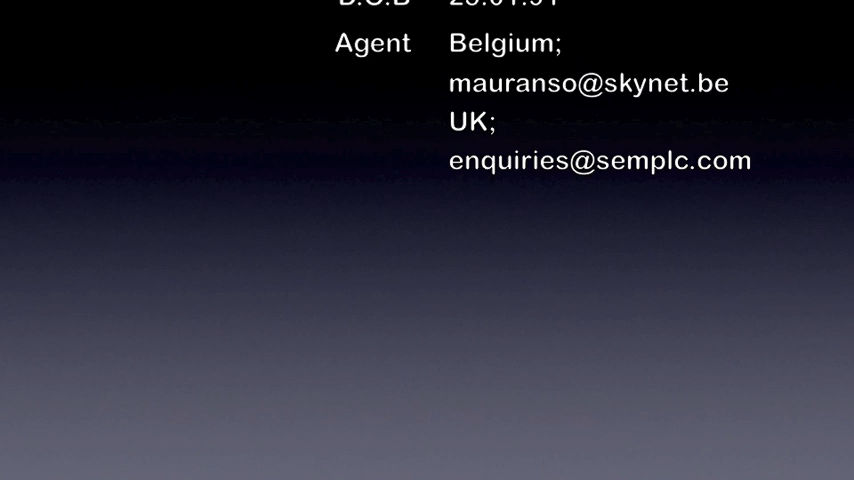 Agent Belgium;
mauranso@skynet.be
UK;
enquiries@semplc.com